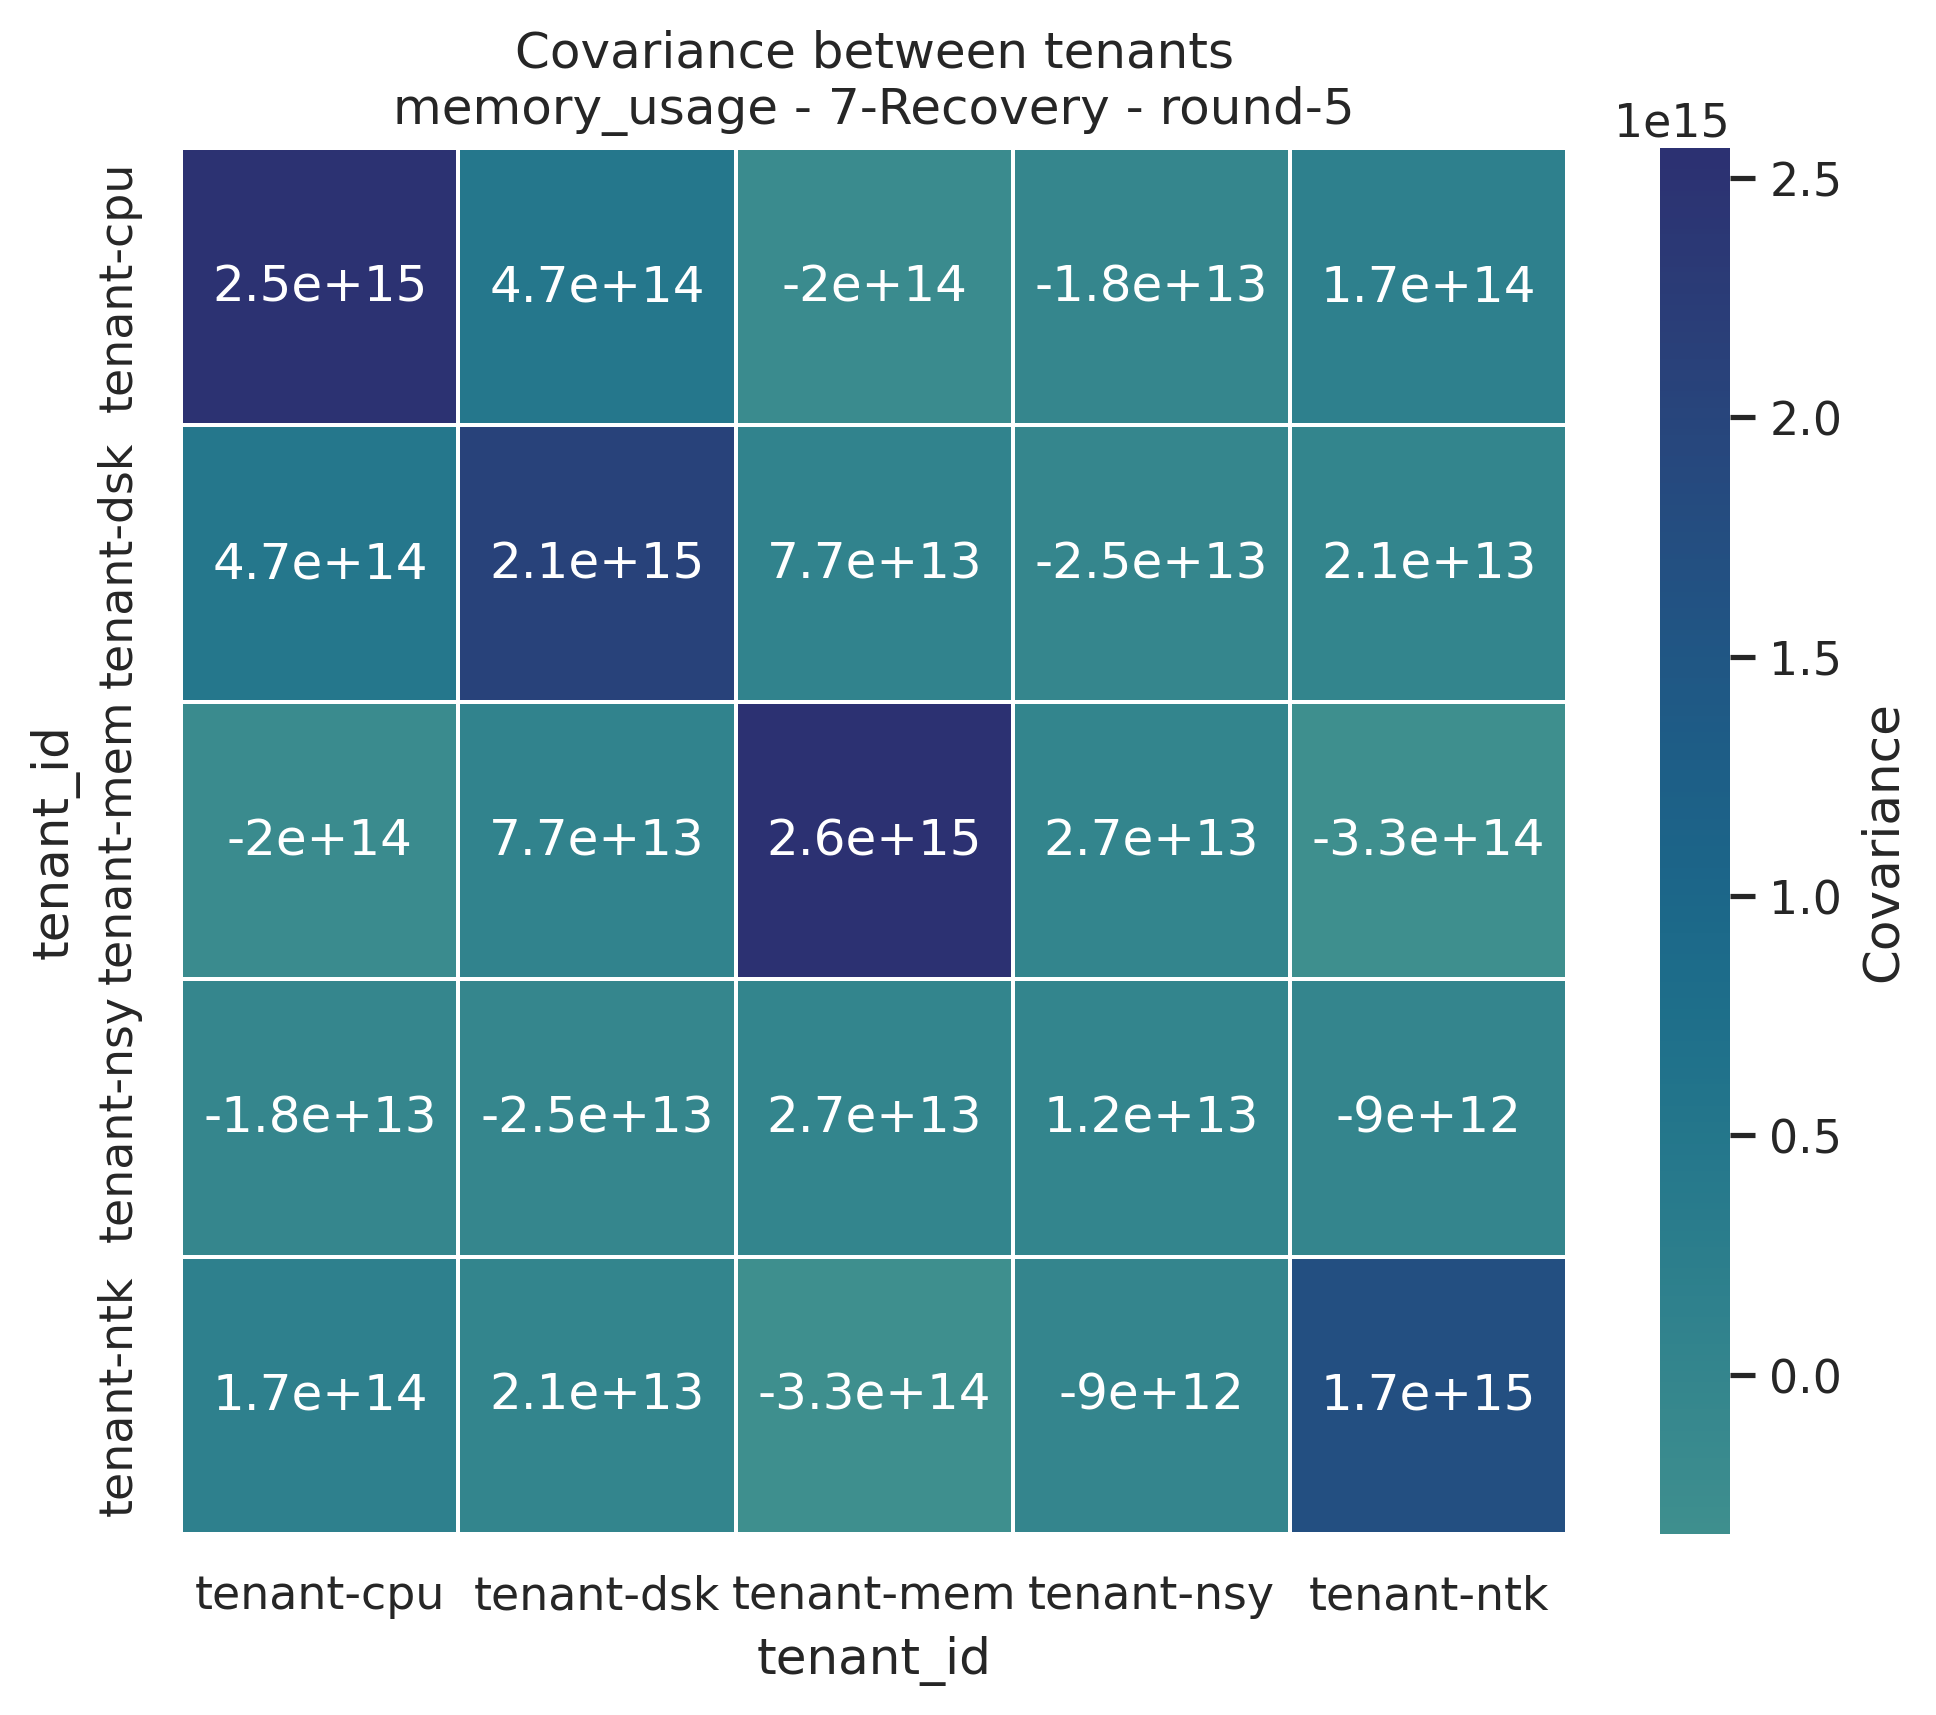 Covariance between tenants
memory_usage - 7-Recovery - round-5
1e15
tenant-cpu
2.5e+15 4.7e+14 -2e+14 -1.8e+13 1.7e+14
tenant-dsk
4.7e+14 2.1e+15 7.7e+13 -2.5e+13 2.1e+13
tenant-mem
-2e+14 7.7e+13 2.6e+15 2.7e+13 -3.3e+14
tenant-nsy
-1.8e+13 -2.5e+13 2.7e+13 1.2e+13 -9e+12
tenant-ntk
1.7e+14 2.1e+13 -3.3e+14 -9e+12 1.7e+15
tenant_id
tenant-cpu tenant-dsk tenant-mem tenant-nsy tenant-ntk
tenant_id
2.5
2.0
1.5
1.0
0.5
0.0
Covariance